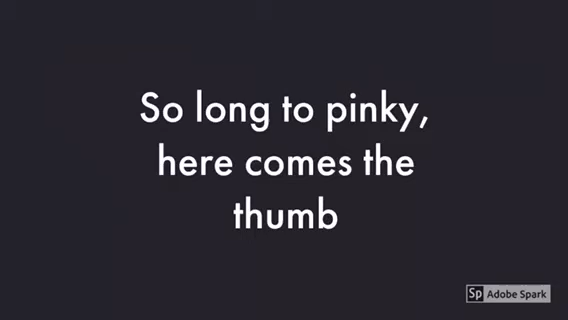 So long to pinky,
here comes the
thumb
Sp Adobe Spark